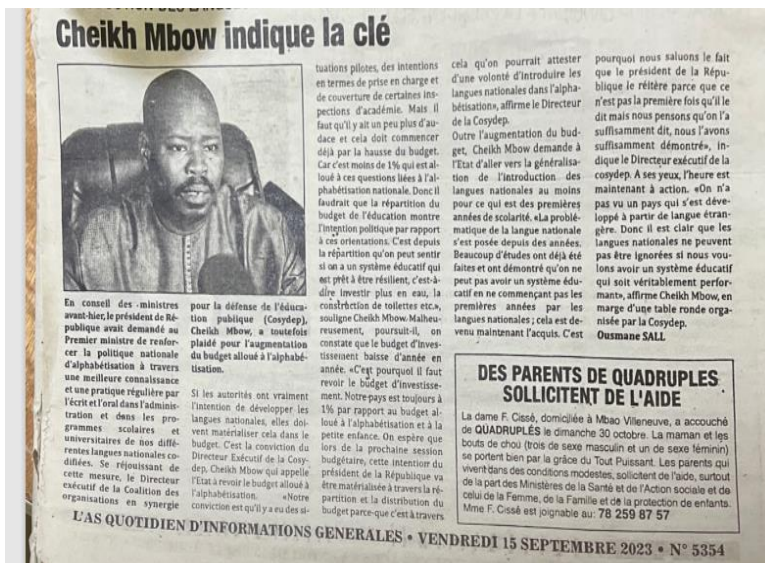 Cheikh Mbow indique la clé
En conseil des ministres
avant-hier, le président de Ré-
publique avait demandé au
Premier ministre de renfor-
cer la politique nationale
d'alphabétisation à travers
une meilleure connaissance
et une pratique régulière par
l'écrit et l'oral dans l'adminis-
tration et dans les pro-
grammes scolaires et
universitaires de nos diffé-
rentes langues nationales co-
difiées. Se réjouissant de
cette mesure, le Directeur
exécutif de la Coalition des
organisations en synergie
pour la défense de l'éduca-
tion publique (Cosydep),
Cheikh Mbow, a toutefois
plaidé pour l'augmentation
du budget alloué à l'alphabé-
tisation.
Si les autorités ont vraiment
l'intention de développer les
langues nationales, elles doi-
vent matérialiser cela dans le
budget. C'est la conviction du
Directeur Exécutif de la Cosy-
dep, Cheikh Mbow qui appelle
l'Etat à revoir le budget alloué à
l'alphabétisation. «Notre
conviction est qu'il y a eu des si-
tuations pilotes, des intentions
en termes de prise en charge et
de couverture de certaines ins-
pections d'académie. Mais il
faut qu'il y ait un peu plus d'au-
dace et cela doit commencer
déjà par la hausse du budget.
Car c'est moins de 1% qui est al-
loué à ces questions liées à l'al-
phabétisation nationale. Donc il
faudrait que la répartition du
budget de l'éducation montre
l'intention politique par rapport
à ces orientations. C'est depuis
la répartition qu'on peut sentir
si on a un système éducatif qui
est prêt à être résilient, c'est-à-
dire investir plus en eau, la
construction de toilettes etc.»,
souligne Cheikh Mbow. Malheu-
reusement, poursuit-il, on
constate que le budget d'inves-
tissement baisse d'année en
année. «C'est pourquoi il faut
revoir le budget d'investisse-
ment. Notre pays est toujours à
1% par rapport au budget al-
loué à l'alphabétisation et à la
petite enfance. On espère que
lors de la prochaine session
budgétaire, cette intention du
président de la République va
être matérialisée à travers la ré-
partition et la distribution du
budget parce-que c'est à travers
cela qu'on pourrait attester
d'une volonté d'introduire les
langues nationales dans l'alpha-
bétisation», affirme le Directeur
de la Cosydep.
Outre l'augmentation du bud-
get, Cheikh Mbow demande à
l'Etat d'aller vers la généralisa-
tion de l'introduction des
langues nationales au moins
pour ce qui est des premières
années de scolarité. «La problé-
matique de la langue nationale
s'est posée depuis des années.
Beaucoup d'études ont déjà été
faites et ont démontré qu'on ne
peut pas avoir un système édu-
catif en ne commençant pas les
premières années par les
langues nationales ; cela est de-
venu maintenant l'acquis. C'est
pourquoi nous saluons le fait
que le président de la Répu-
blique le réitère parce que ce
n'est pas la première fois qu'il le
dit mais nous pensons qu'on l'a
suffisamment dit, nous l'avons
suffisamment démontré», in-
dique le Directeur exécutif de la
cosydep. A ses yeux, l'heure est
maintenant à action. «On n'a
pas vu un pays qui s'est déve-
loppé à partir de langue étran-
gère. Donc il est clair que les
langues nationales ne peuvent
pas être ignorées si nous vou-
lons avoir un système éducatif
qui soit véritablement perfor-
mant», affirme Cheikh Mbow, en
marge d'une table ronde orga-
nisée par la Cosydep.
Ousmane SALL
DES PARENTS DE QUADRUPLES
SOLLICITENT DE L'AIDE
La dame F. Cissé, domiciliée à Mbao Villeneuve, a accouché
de QUADRUPLÉS le dimanche 30 octobre. La maman et les
bouts de chou (trois de sexe masculin et un de sexe féminin)
se portent bien par la grâce du Tout Puissant. Les parents qui
vivent dans des conditions modestes, sollicitent de l'aide, surtout
de la part des Ministères de la Santé et de l'Action sociale et de
celui de la Femme, de la Famille et de la protection de enfants.
Mme F. Cissé est joignable au: 78 259 87 57
L'AS QUOTIDIEN D'INFORMATIONS GENERALES • VENDREDI 15 SEPTEMBRE 2023 • N° 5354